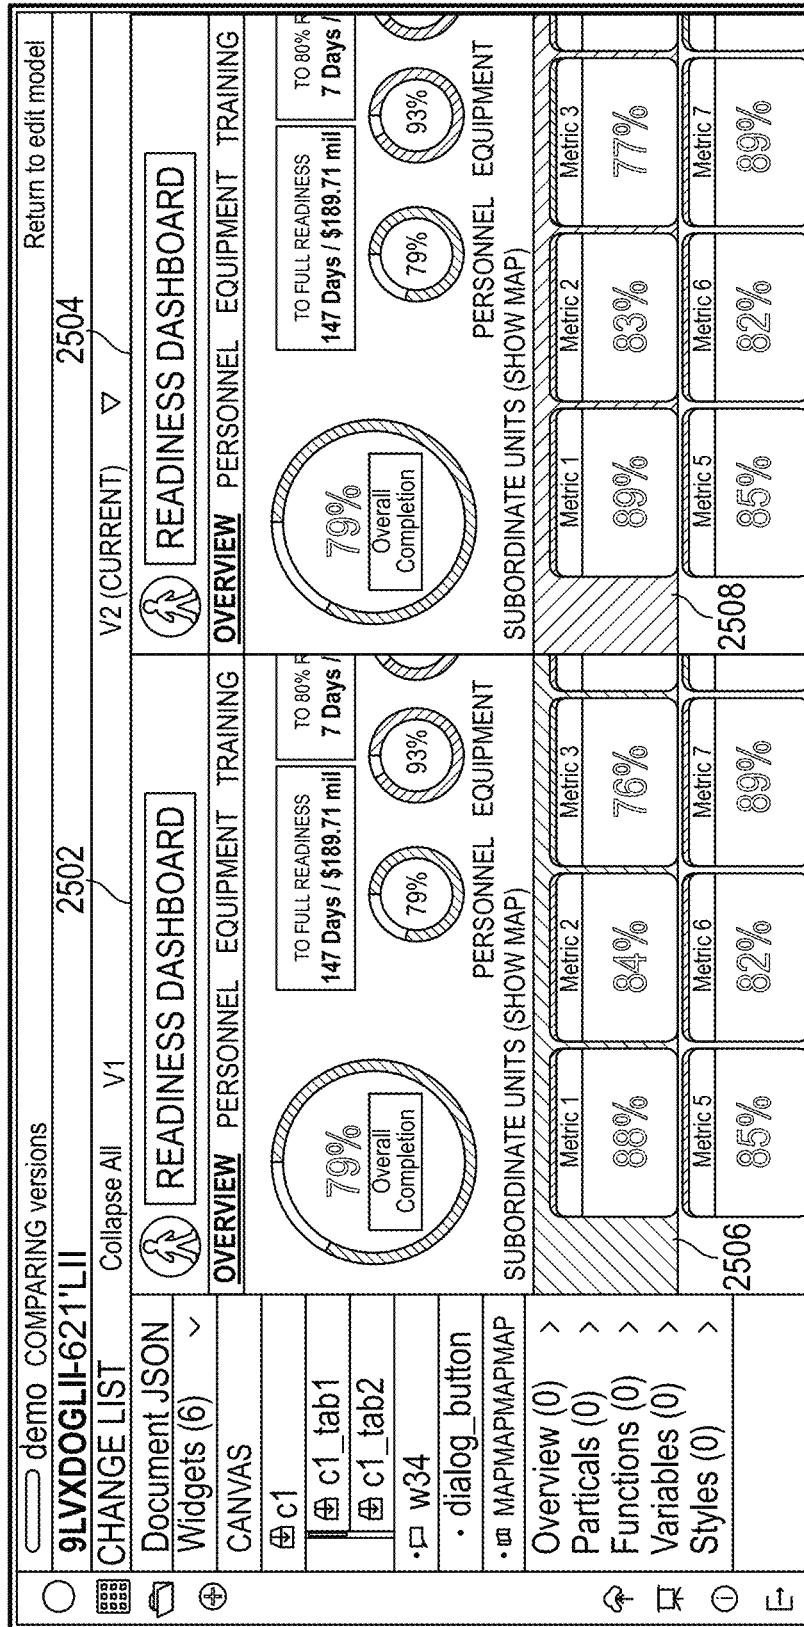 demo COMPARING versions
Return to edit model
9LVXDOGLII-621'LII
2502
2504
CHANGE LIST
Collapse All
V1
V2 (CURRENT)
Document JSON
Widgets (6)
CANVAS
c1
c1_tab1
c1_tab2
w34
dialog_button
MAPMAPMAPMAP
Overview (0)
Particals (0)
Functions (0)
Variables (0)
Styles (0)
READINESS DASHBOARD
OVERVIEW PERSONNEL EQUIPMENT TRAINING
TO FULL READINESS
147 Days / $189.71 mil
TO 80% R
7 Days /
79%
Overall
Completion
79%
93%
PERSONNEL EQUIPMENT
SUBORDINATE UNITS (SHOW MAP)
Metric 1
Metric 2
Metric 3
88%
84%
76%
2506
Metric 5
Metric 6
Metric 7
85%
82%
89%
READINESS DASHBOARD
OVERVIEW PERSONNEL EQUIPMENT TRAINING
TO FULL READINESS
147 Days / $189.71 mil
TO 80% R
7 Days /
79%
Overall
Completion
79%
93%
PERSONNEL EQUIPMENT
SUBORDINATE UNITS (SHOW MAP)
Metric 1
Metric 2
Metric 3
89%
83%
77%
2508
Metric 5
Metric 6
Metric 7
85%
82%
89%